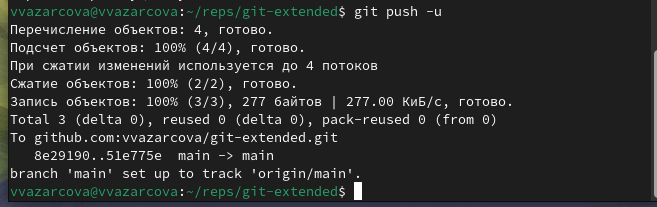 vvazarcova@vvazarcova:~/reps/git-extended$ git push -u
Перечисление объектов: 4, готово.
Подсчет объектов: 100% (4/4), готово.
При сжатии изменений используется до 4 потоков
Сжатие объектов: 100% (2/2), готово.
Запись объектов: 100% (3/3), 277 байтов | 277.00 КиБ/с, готово.
Total 3 (delta 0), reused 0 (delta 0), pack-reused 0 (from 0)
To github.com:vvazarcova/git-extended.git
   8e29190..51e775e  main -> main
branch 'main' set up to track 'origin/main'.
vvazarcova@vvazarcova:~/reps/git-extended$